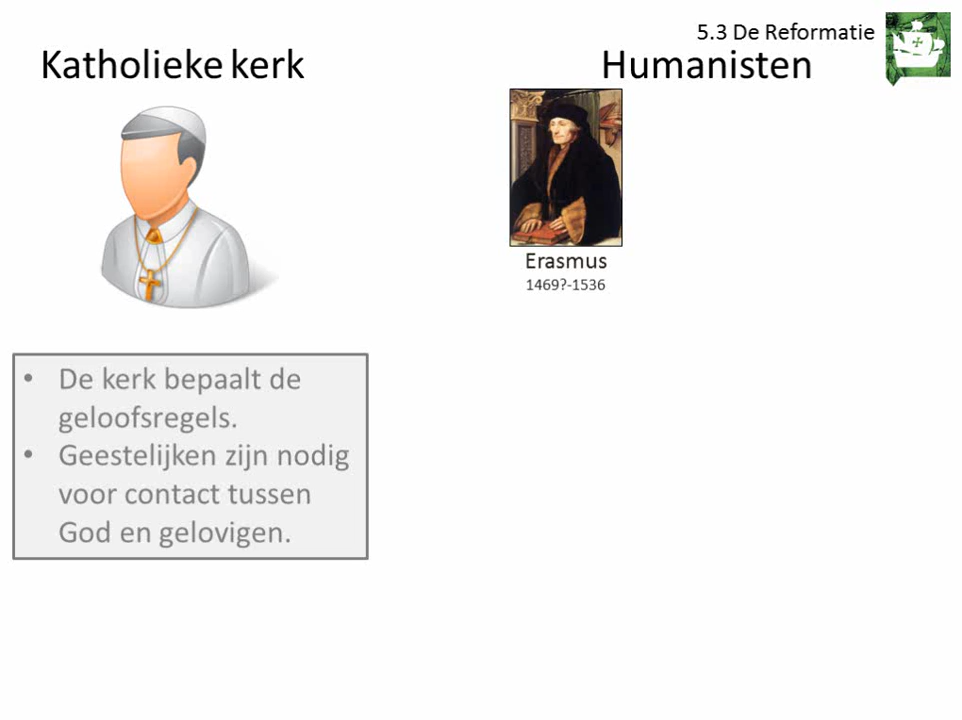 5.3 De Reformatie
Katholieke kerk
Humanisten
Erasmus
1469?-1536
• De kerk bepaalt de
geloofsregels.
• Geestelijken zijn nodig
voor contact tussen
God en gelovigen.